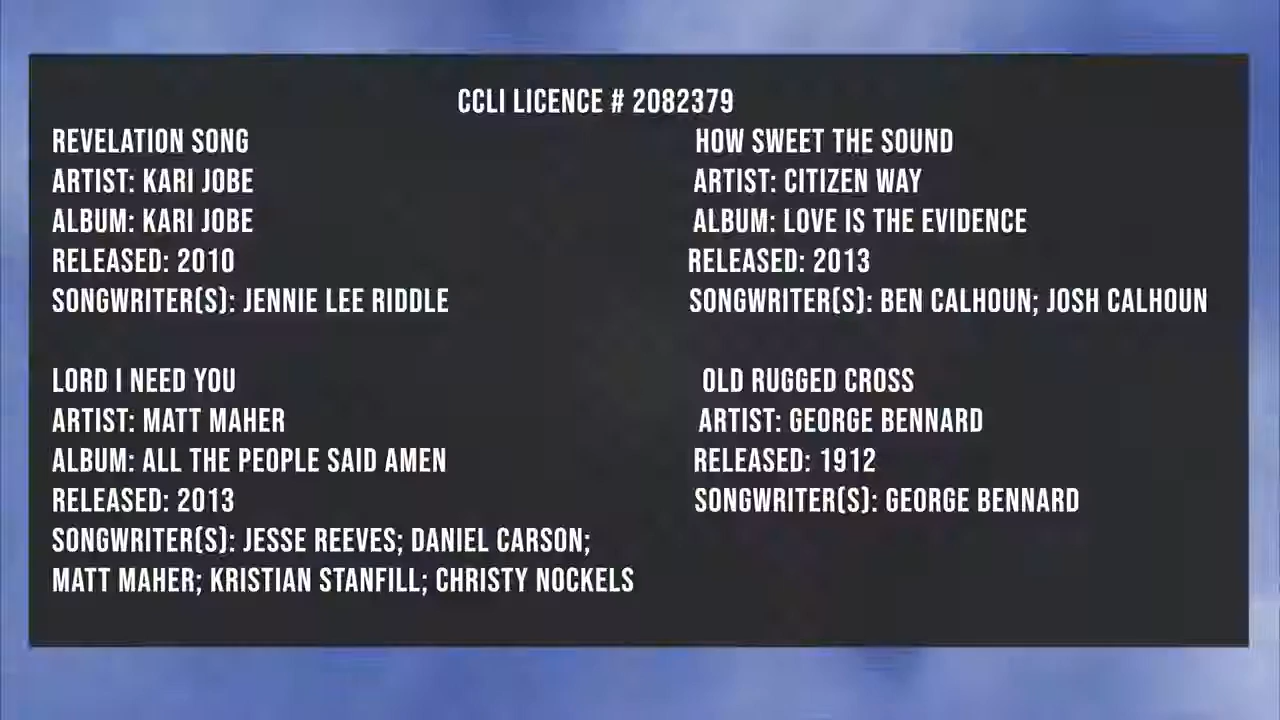 CCLI LICENCE # 2082379
REVELATION SONG
ARTIST: KARI JOBE
ALBUM: KARI JOBE
RELEASED: 2010
SONGWRITER(S): JENNIE LEE RIDDLE
LORD I NEED YOU
ARTIST: MATT MAHER
ALBUM: ALL THE PEOPLE SAID AMEN
RELEASED: 2013
SONGWRITER(S): JESSE REEVES; DANIEL CARSON;
MATT MAHER; KRISTIAN STANFILL; CHRISTY NOCKELS
HOW SWEET THE SOUND
ARTIST: CITIZEN WAY
ALBUM: LOVE IS THE EVIDENCE
RELEASED: 2013
SONGWRITER(S): BEN CALHOUN; JOSH CALHOUN
OLD RUGGED CROSS
ARTIST: GEORGE BENNARD
RELEASED: 1912
SONGWRITER(S): GEORGE BENNARD